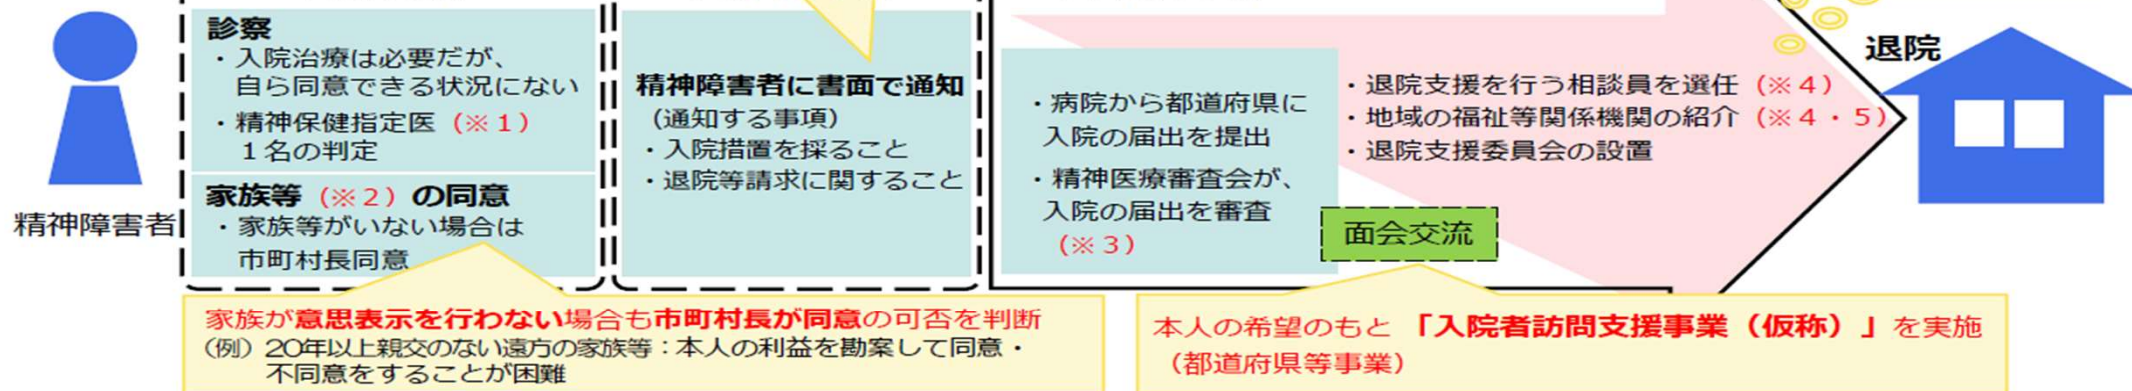 精神障害者
診察
・入院治療は必要だが、
自ら同意できる状況にない
・精神保健指定医（※１）
１名の判定
家族等（※２）の同意
・家族等がいない場合は
市町村長同意
家族が意思表示を行わない場合も市町村長が同意の可否を判断
（例）20年以上親交のない遠方の家族等：本人の利益を勘案して同意・
不同意をすることが困難
精神障害者に書面で通知
（通知する事項）
・入院措置を採ること
・退院等請求に関すること
・病院から都道府県に
入院の届出を提出
・精神医療審査会が、
入院の届出を審査
（※３）
・退院支援を行う相談員を選任（※４）
・地域の福祉等関係機関の紹介（※４・５）
・退院支援委員会の設置
面会交流
本人の希望のもと「入院者訪問支援事業（仮称）」を実施
（都道府県等事業）
退院